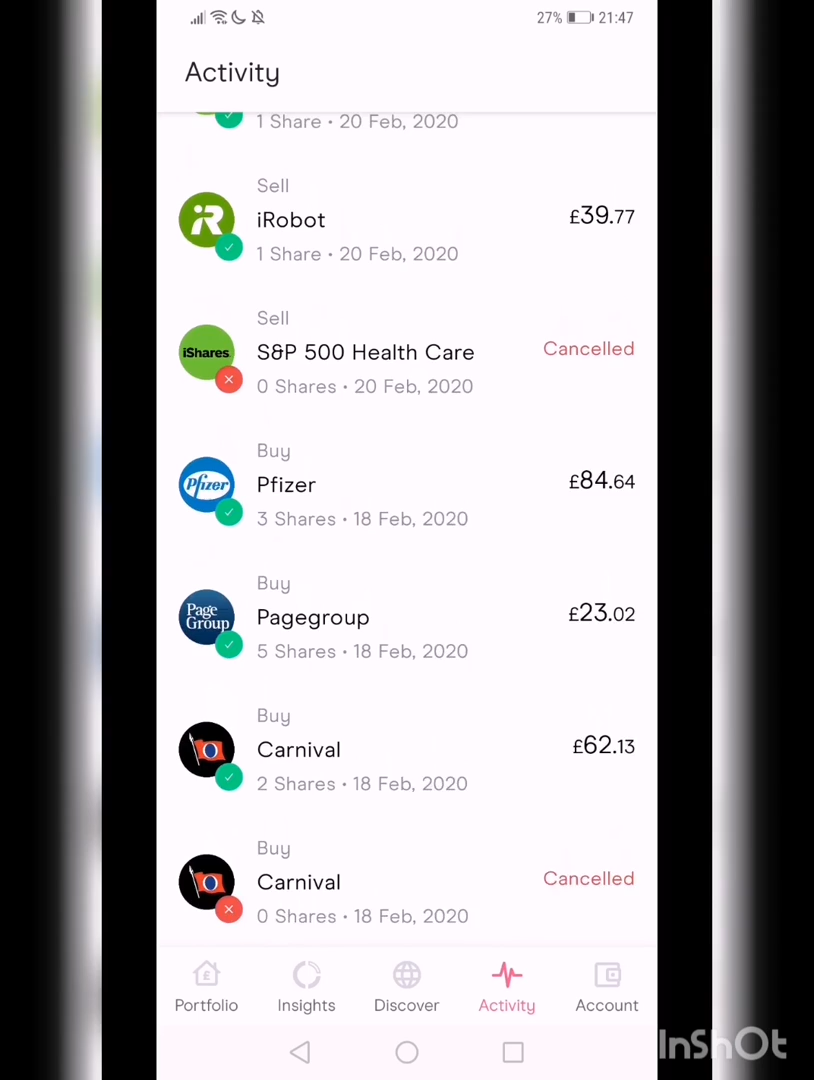 27% 21:47
Activity
1 Share • 20 Feb, 2020
Sell
iRobot
£39.77
1 Share • 20 Feb, 2020
Sell
iShares
S&P 500 Health Care
Cancelled
0 Shares • 20 Feb, 2020
Buy
Pfizer
Pfizer
£84.64
3 Shares • 18 Feb, 2020
Buy
Page
Group
Pagegroup
£23.02
5 Shares • 18 Feb, 2020
Buy
Carnival
£62.13
2 Shares • 18 Feb, 2020
Buy
Carnival
Cancelled
0 Shares • 18 Feb, 2020
Portfolio Insights Discover Activity Account
InShOt